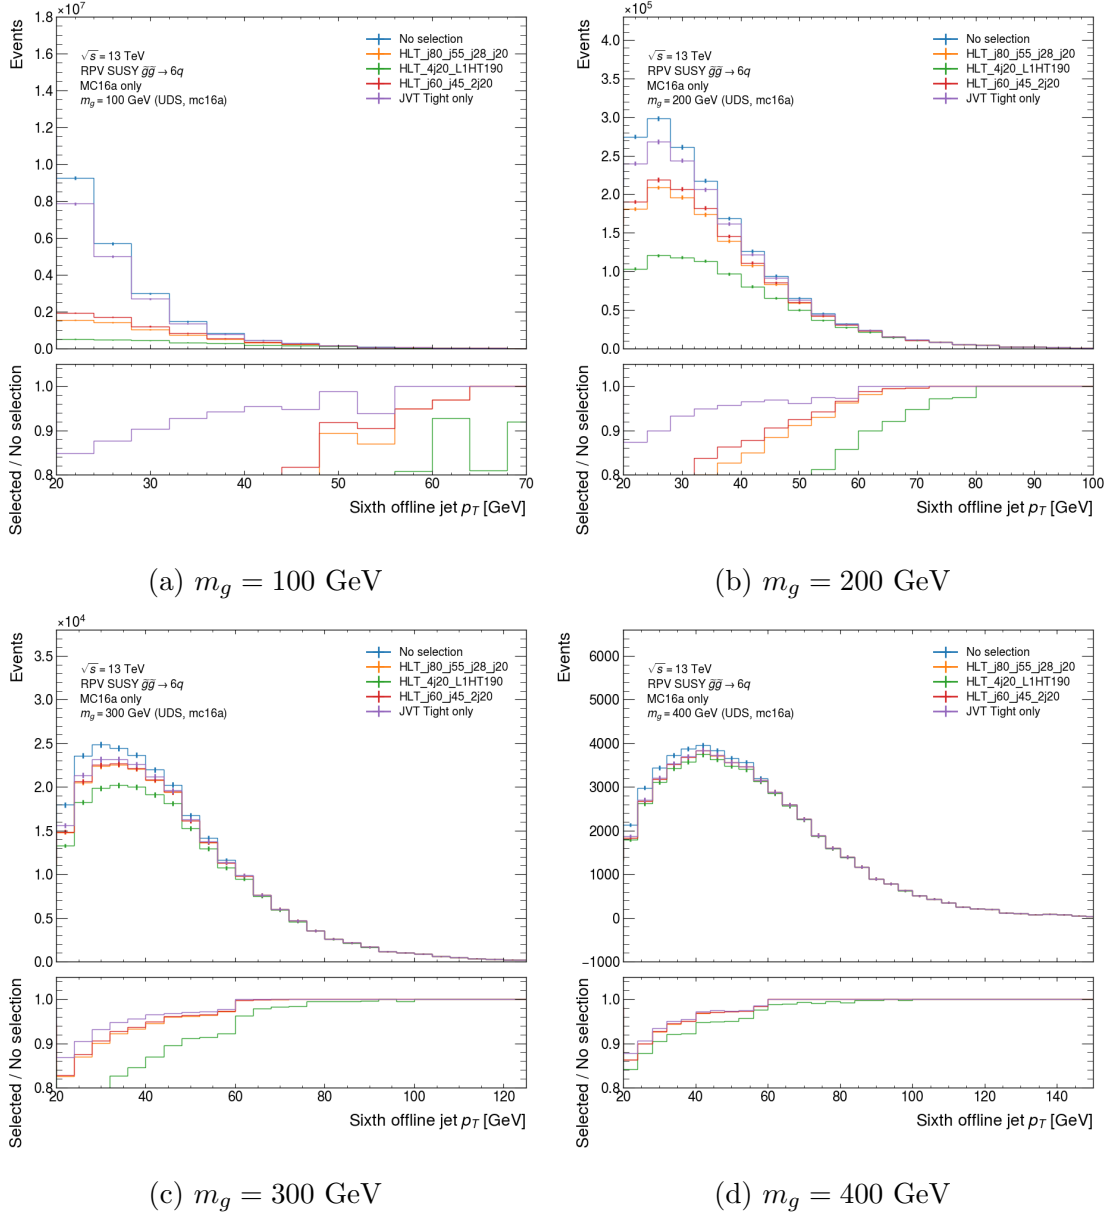 ×10⁷
Events
1.8
1.6
1.4
1.2
1.0
0.8
0.6
0.4
0.2
0.0
√s = 13 TeV
RPV SUSY g̃g̃ → 6q
MC16a only
m_g = 100 GeV (UDS, mc16a)
No selection
HLT_j80_j55_j28_j20
HLT_4j20_L1HT190
HLT_j60_j45_2j20
JVT Tight only
Selected / No selection
1.0
0.9
0.8
20 30 40 50 60 70
Sixth offline jet p_T [GeV]
(a) m_g = 100 GeV
×10⁵
Events
4.0
3.5
3.0
2.5
2.0
1.5
1.0
0.5
0.0
√s = 13 TeV
RPV SUSY g̃g̃ → 6q
MC16a only
m_g = 200 GeV (UDS, mc16a)
No selection
HLT_j80_j55_j28_j20
HLT_4j20_L1HT190
HLT_j60_j45_2j20
JVT Tight only
Selected / No selection
1.0
0.9
0.8
20 30 40 50 60 70 80 90 100
Sixth offline jet p_T [GeV]
(b) m_g = 200 GeV
×10⁴
Events
3.5
3.0
2.5
2.0
1.5
1.0
0.5
0.0
√s = 13 TeV
RPV SUSY g̃g̃ → 6q
MC16a only
m_g = 300 GeV (UDS, mc16a)
No selection
HLT_j80_j55_j28_j20
HLT_4j20_L1HT190
HLT_j60_j45_2j20
JVT Tight only
Selected / No selection
1.0
0.9
0.8
20 40 60 80 100 120
Sixth offline jet p_T [GeV]
(c) m_g = 300 GeV
Events
6000
5000
4000
3000
2000
1000
0
−1000
√s = 13 TeV
RPV SUSY g̃g̃ → 6q
MC16a only
m_g = 400 GeV (UDS, mc16a)
No selection
HLT_j80_j55_j28_j20
HLT_4j20_L1HT190
HLT_j60_j45_2j20
JVT Tight only
Selected / No selection
1.0
0.9
0.8
20 40 60 80 100 120 140
Sixth offline jet p_T [GeV]
(d) m_g = 400 GeV